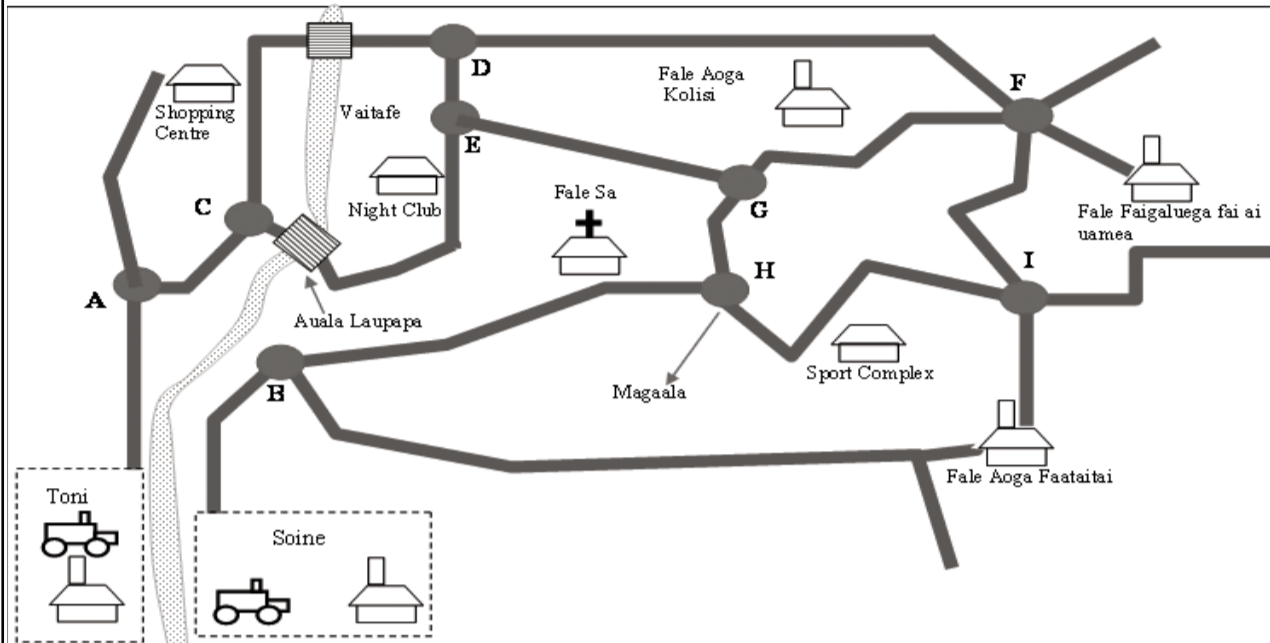 D
Fale Aoga
Kolisi
F
Shopping
Centre
Vaitafe
E
C
Night Club
Fale Sa
G
Fale Faigaluega fai ai
uamea
A
H
I
Auala Laupapa
B
Magaala
Sport Complex
Fale Aoga Faataitai
Toni
Soine